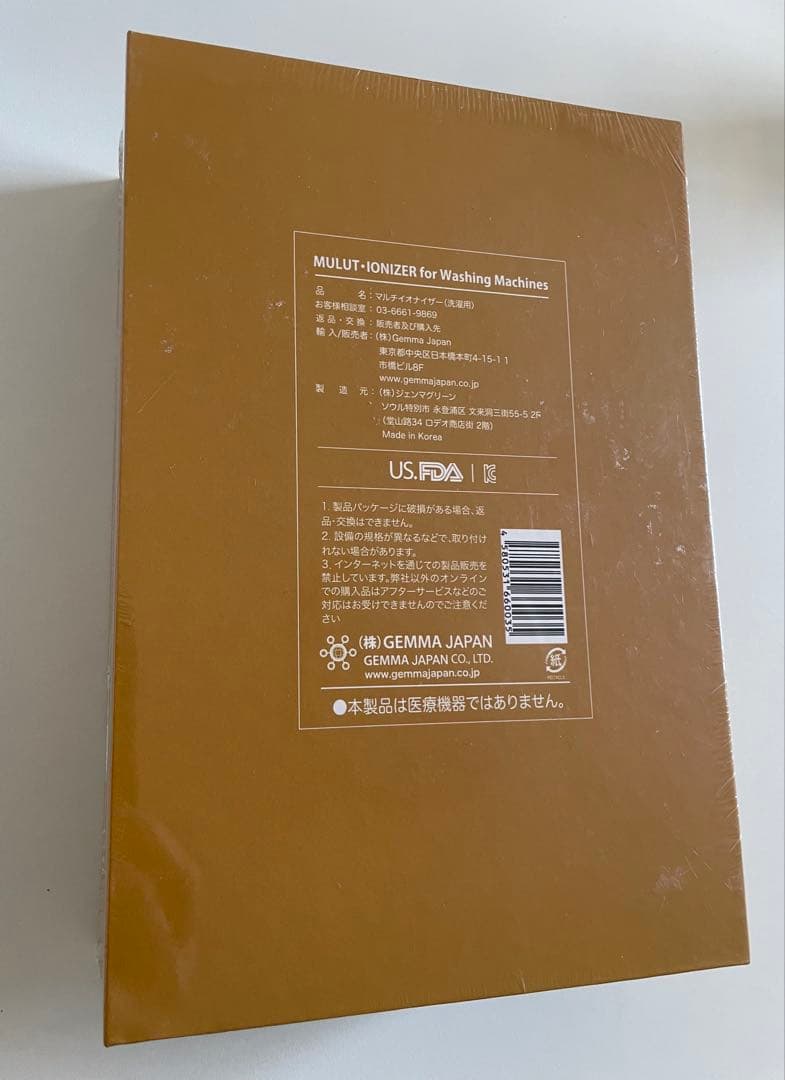 MULUT・IONIZER for Washing Machines
品 名：マルチイオナイザー（洗濯用）
お客様相談室：03-6661-9869
返品・交換：販売者及び購入先
輸入/販売者：（株）Gemma Japan
東京都中央区日本橋本町4-15-1 1
市橋ビル8F
www.gemmajapan.co.jp
製 造 元：（株）ジェンマグリーン
ソウル特別市 永登浦区 文来洞三街55-5 2F
（堂山路34 ロデオ商店街 2階）
Made in Korea
US.FDA | KC
1. 製品パッケージに破損がある場合、返
品・交換はできません。
2. 設備の規格が異なるなどで、取り付け
れない場合があります。
3. インターネットを通じての製品販売を
禁止しています。弊社以外のオンライン
での購入品はアフターサービスなどのご
対応はお受けできませんのでご注意くだ
さい
4 580531 660035
（株）GEMMA JAPAN
GEMMA JAPAN CO., LTD.
www.gemmajapan.co.jp
紙
RECYCLE
●本製品は医療機器ではありません。